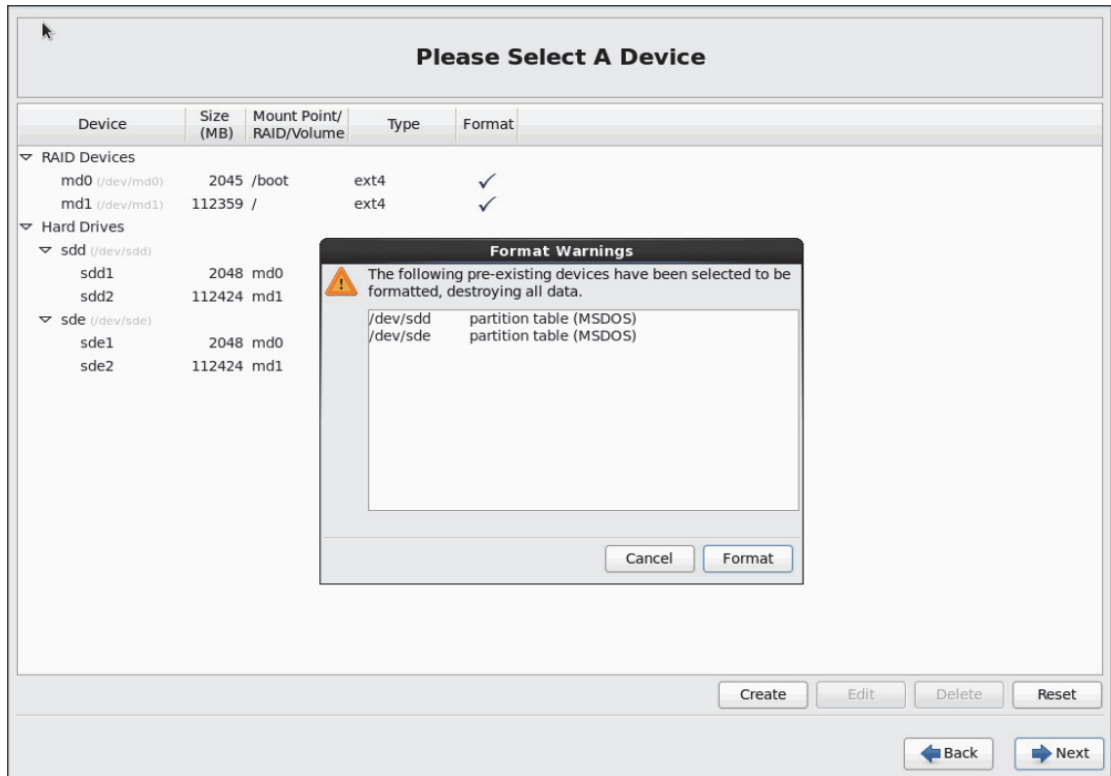 Please Select A Device
Device Size (MB) Mount Point/ RAID/Volume Type Format
RAID Devices
md0 (/dev/md0) 2045 /boot ext4
md1 (/dev/md1) 112359 / ext4
Hard Drives
sdd (/dev/sdd)
sdd1 2048 md0
sdd2 112424 md1
sde (/dev/sde)
sde1 2048 md0
sde2 112424 md1
Format Warnings
The following pre-existing devices have been selected to be
formatted, destroying all data.
/dev/sdd partition table (MSDOS)
/dev/sde partition table (MSDOS)
Cancel Format
Create Edit Delete Reset
Back Next